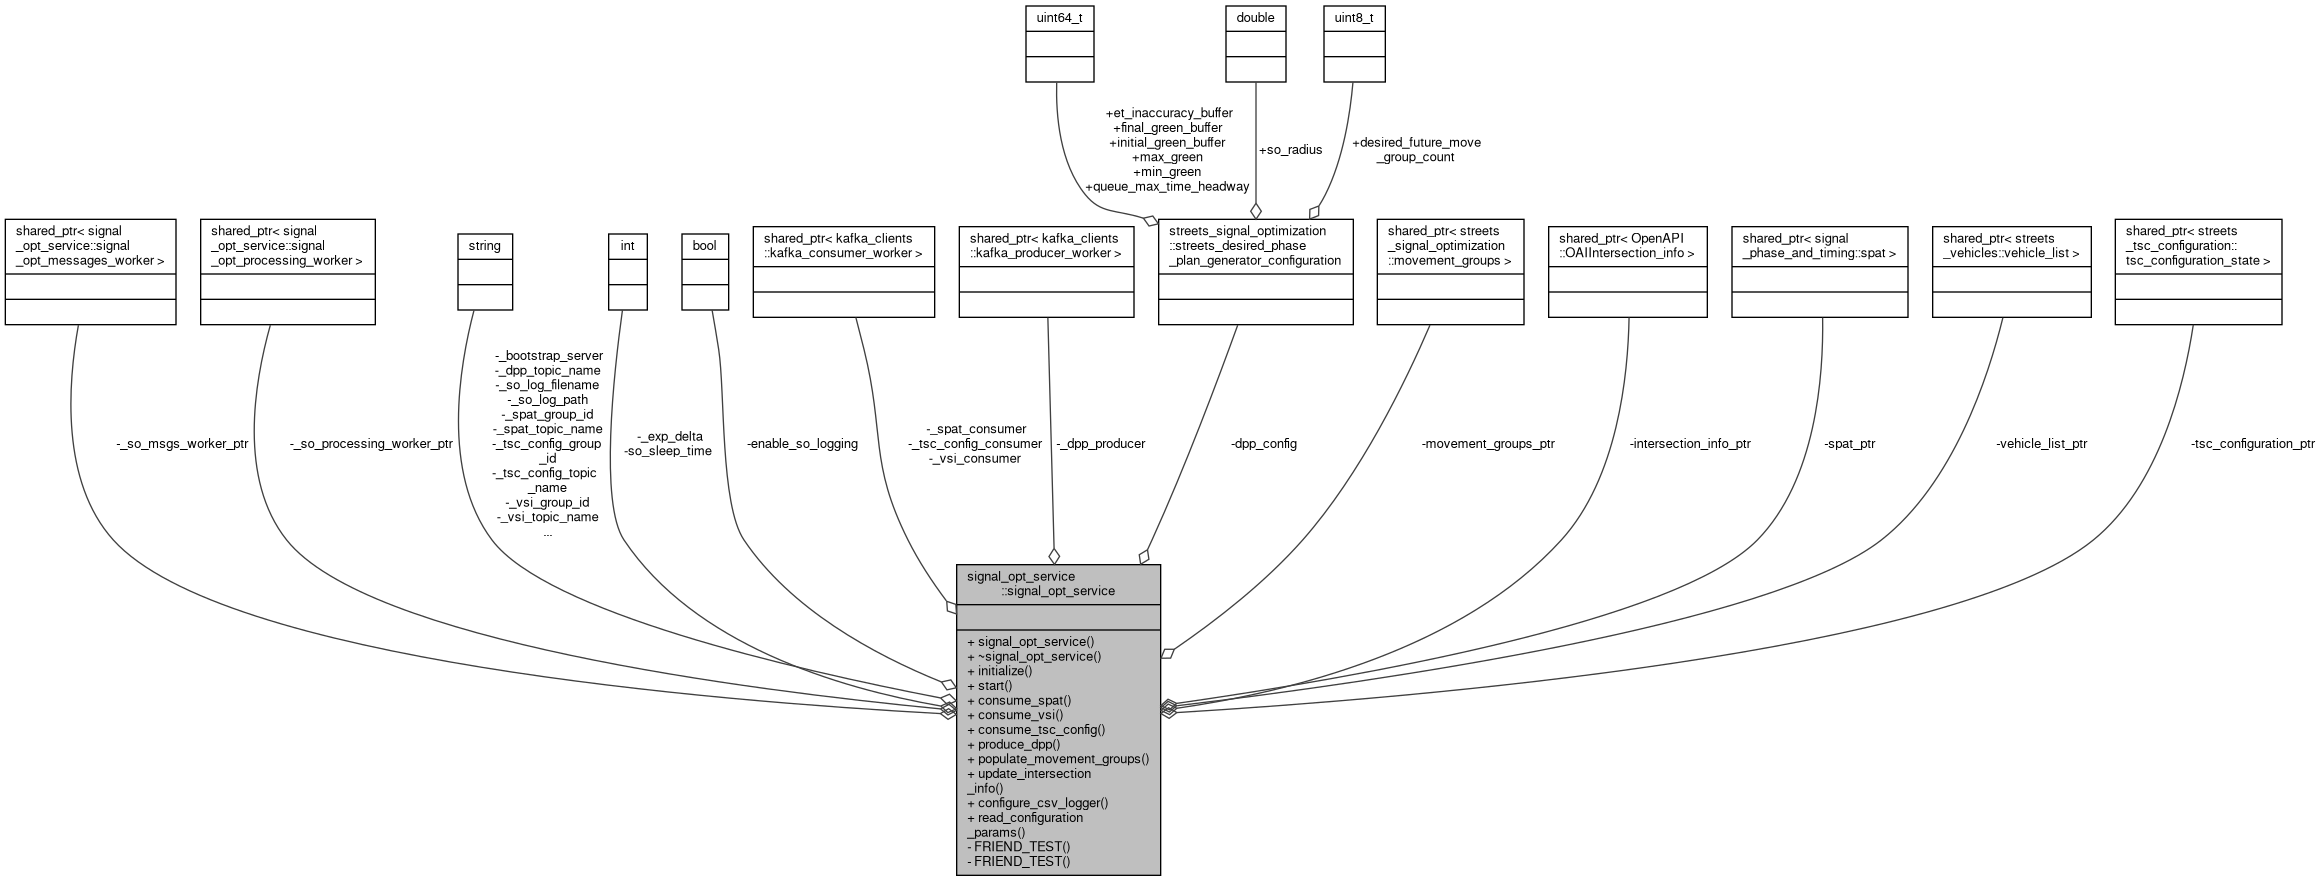 uint64_t
double
uint8_t
+et_inaccuracy_buffer
+final_green_buffer
+initial_green_buffer
+max_green
+min_green
+queue_max_time_headway
+so_radius
+desired_future_move
_group_count
shared_ptr< signal
_opt_service::signal
_opt_messages_worker >
shared_ptr< signal
_opt_service::signal
_opt_processing_worker >
string
int
bool
shared_ptr< kafka_clients
::kafka_consumer_worker >
shared_ptr< kafka_clients
::kafka_producer_worker >
streets_signal_optimization
::streets_desired_phase
_plan_generator_configuration
shared_ptr< streets
_signal_optimization
::movement_groups >
shared_ptr< OpenAPI
::OAIIntersection_info >
shared_ptr< signal
_phase_and_timing::spat >
shared_ptr< streets
_vehicles::vehicle_list >
shared_ptr< streets
_tsc_configuration::
tsc_configuration_state >
-_so_msgs_worker_ptr
-_so_processing_worker_ptr
-_bootstrap_server
-_dpp_topic_name
-_so_log_filename
-_so_log_path
-_spat_group_id
-_spat_topic_name
-_tsc_config_group
_id
-_tsc_config_topic
_name
-_vsi_group_id
-_vsi_topic_name
...
-_exp_delta
-so_sleep_time
-enable_so_logging
-_spat_consumer
-_tsc_config_consumer
-_vsi_consumer
-_dpp_producer
-dpp_config
-movement_groups_ptr
-intersection_info_ptr
-spat_ptr
-vehicle_list_ptr
-tsc_configuration_ptr
signal_opt_service
::signal_opt_service
+ signal_opt_service()
+ ~signal_opt_service()
+ initialize()
+ start()
+ consume_spat()
+ consume_vsi()
+ consume_tsc_config()
+ produce_dpp()
+ populate_movement_groups()
+ update_intersection
_info()
+ configure_csv_logger()
+ read_configuration
_params()
- FRIEND_TEST()
- FRIEND_TEST()